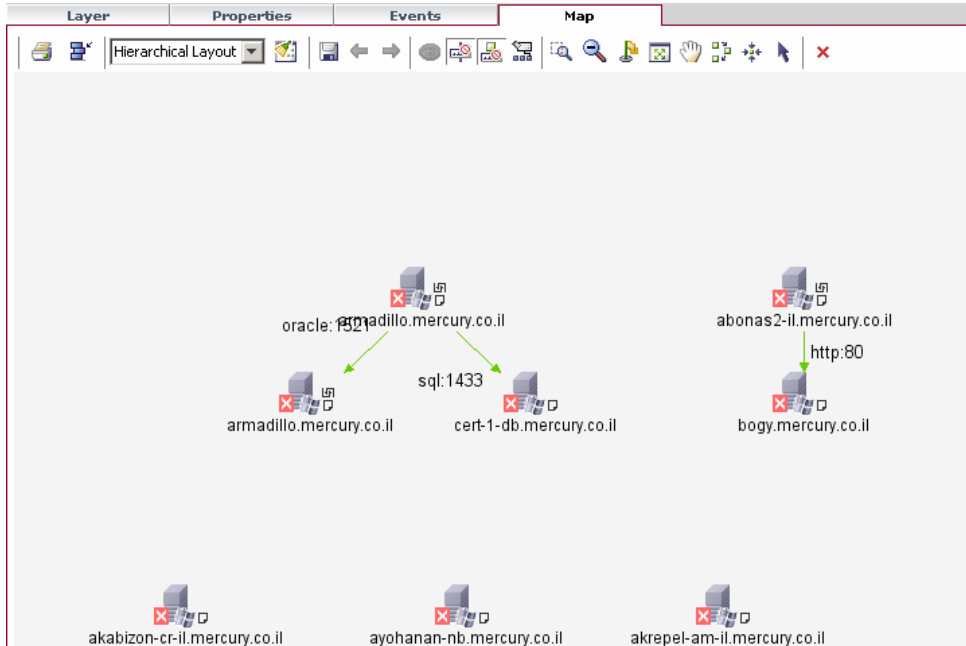 Layer Properties Events Map
Hierarchical Layout
armadillo.mercury.co.il
abonas2-il.mercury.co.il
oracle:1521
http:80
sql:1433
armadillo.mercury.co.il
cert-1-db.mercury.co.il
bogy.mercury.co.il
akabizon-cr-il.mercury.co.il
ayohanan-nb.mercury.co.il
akrepel-am-il.mercury.co.il